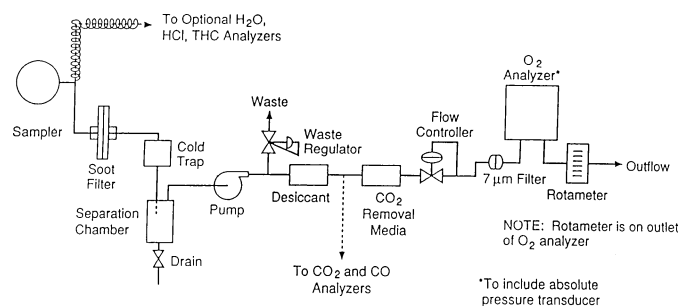 To Optional H₂O,
HCl, THC Analyzers
Sampler
Soot
Filter
Cold
Trap
Separation
Chamber
Drain
Pump
Waste
Waste
Regulator
Desiccant
To CO₂ and CO
Analyzers
CO₂
Removal
Media
Flow
Controller
7 μm Filter
O₂
Analyzer*
Rotameter
Outflow
NOTE: Rotameter is on outlet
of O₂ analyzer
*To include absolute
pressure transducer